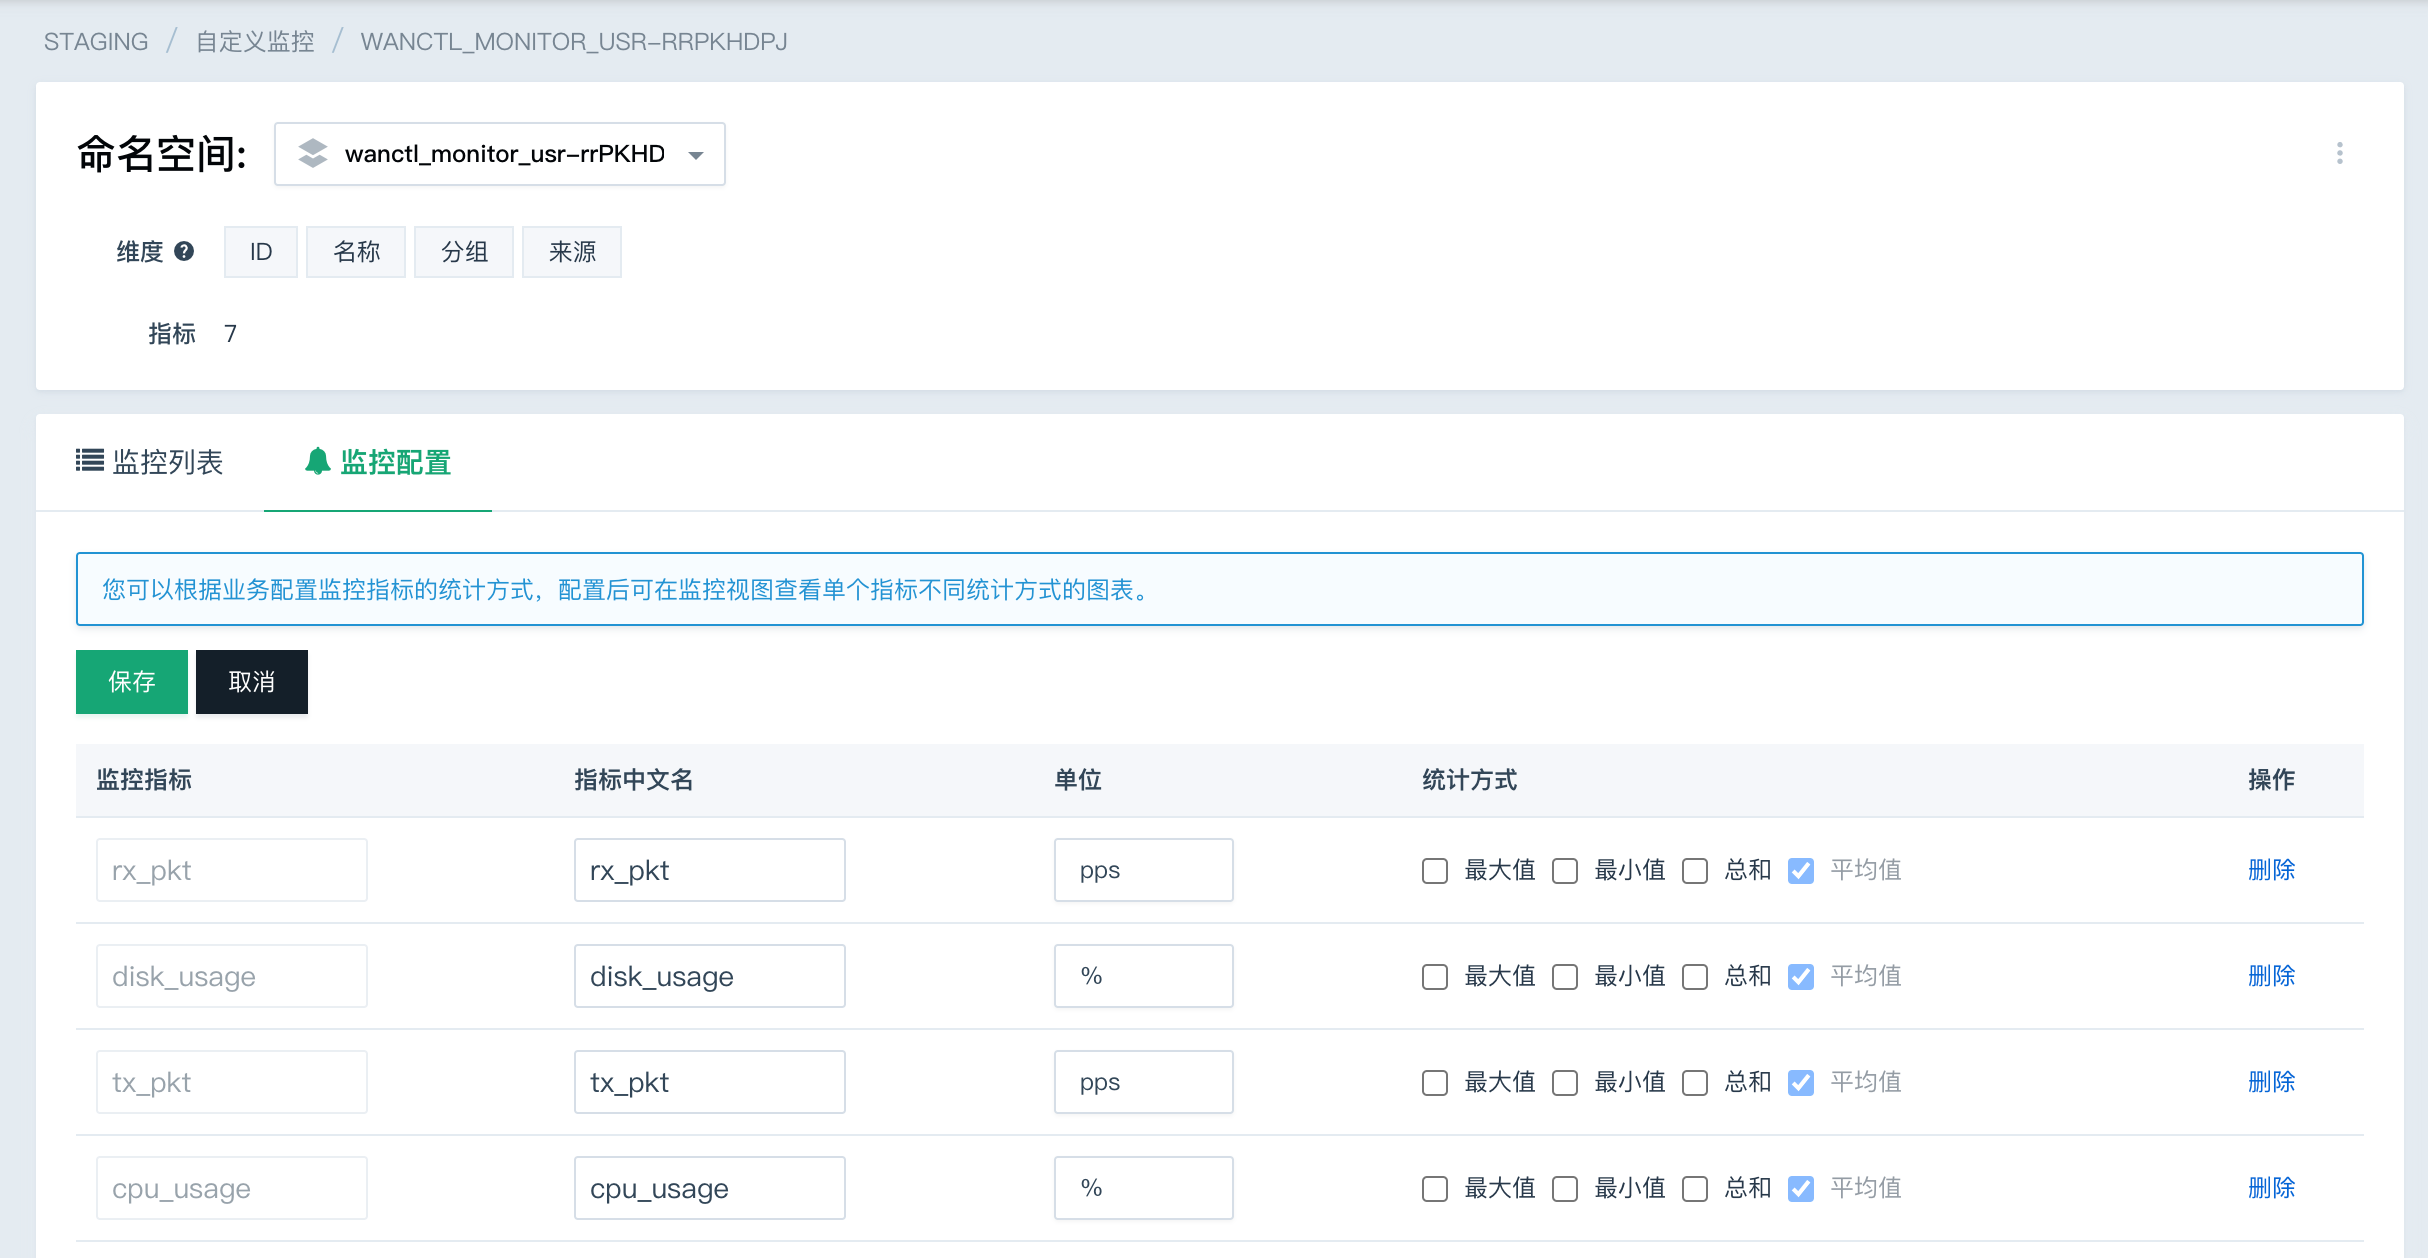 STAGING / 自定义监控 / WANCTL_MONITOR_USR-RRPKHDPJ
命名空间: wanctl_monitor_usr-rrPKHD
维度 ? ID 名称 分组 来源
指标 7
监控列表 监控配置
您可以根据业务配置监控指标的统计方式，配置后可在监控视图查看单个指标不同统计方式的图表。
保存 取消
监控指标 指标中文名 单位 统计方式 操作
rx_pkt rx_pkt pps 最大值 最小值 总和 平均值 删除
disk_usage disk_usage % 最大值 最小值 总和 平均值 删除
tx_pkt tx_pkt pps 最大值 最小值 总和 平均值 删除
cpu_usage cpu_usage % 最大值 最小值 总和 平均值 删除